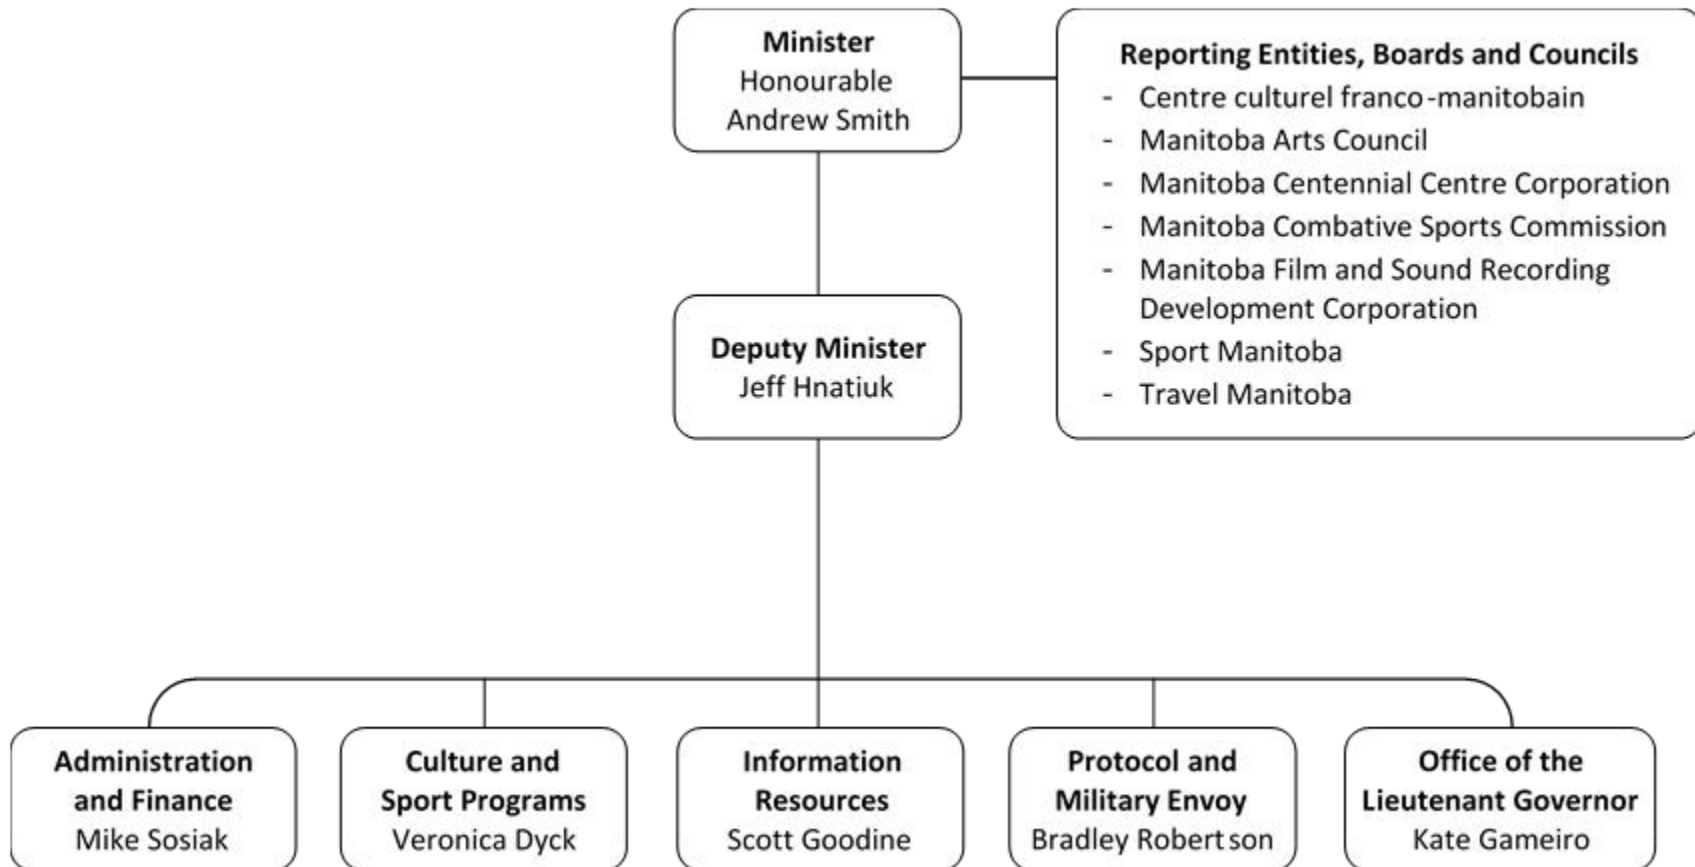 Minister
Honourable
Andrew Smith
Reporting Entities, Boards and Councils
- Centre culturel franco-manitobain
- Manitoba Arts Council
- Manitoba Centennial Centre Corporation
- Manitoba Combative Sports Commission
- Manitoba Film and Sound Recording
Development Corporation
- Sport Manitoba
- Travel Manitoba
Deputy Minister
Jeff Hnatiuk
Administration
and Finance
Mike Sosiak
Culture and
Sport Programs
Veronica Dyck
Information
Resources
Scott Goodine
Protocol and
Military Envoy
Bradley Robertson
Office of the
Lieutenant Governor
Kate Gameiro